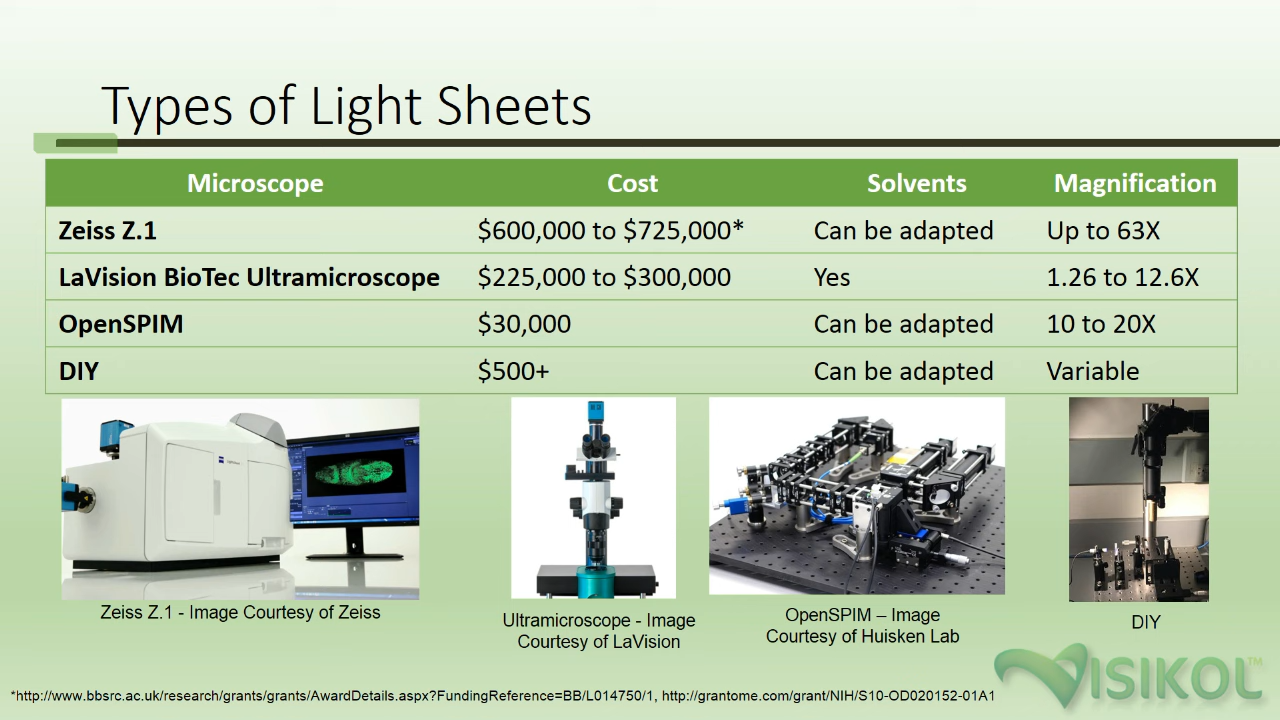 Types of Light Sheets
Microscope Cost Solvents Magnification
Zeiss Z.1 $600,000 to $725,000* Can be adapted Up to 63X
LaVision BioTec Ultramicroscope $225,000 to $300,000 Yes 1.26 to 12.6X
OpenSPIM $30,000 Can be adapted 10 to 20X
DIY $500+ Can be adapted Variable
Zeiss Z.1 - Image Courtesy of Zeiss
Ultramicroscope - Image
Courtesy of LaVision
OpenSPIM – Image
Courtesy of Huisken Lab
DIY
VISIKOL™
*http://www.bbsrc.ac.uk/research/grants/grants/AwardDetails.aspx?FundingReference=BB/L014750/1, http://grantome.com/grant/NIH/S10-OD020152-01A1